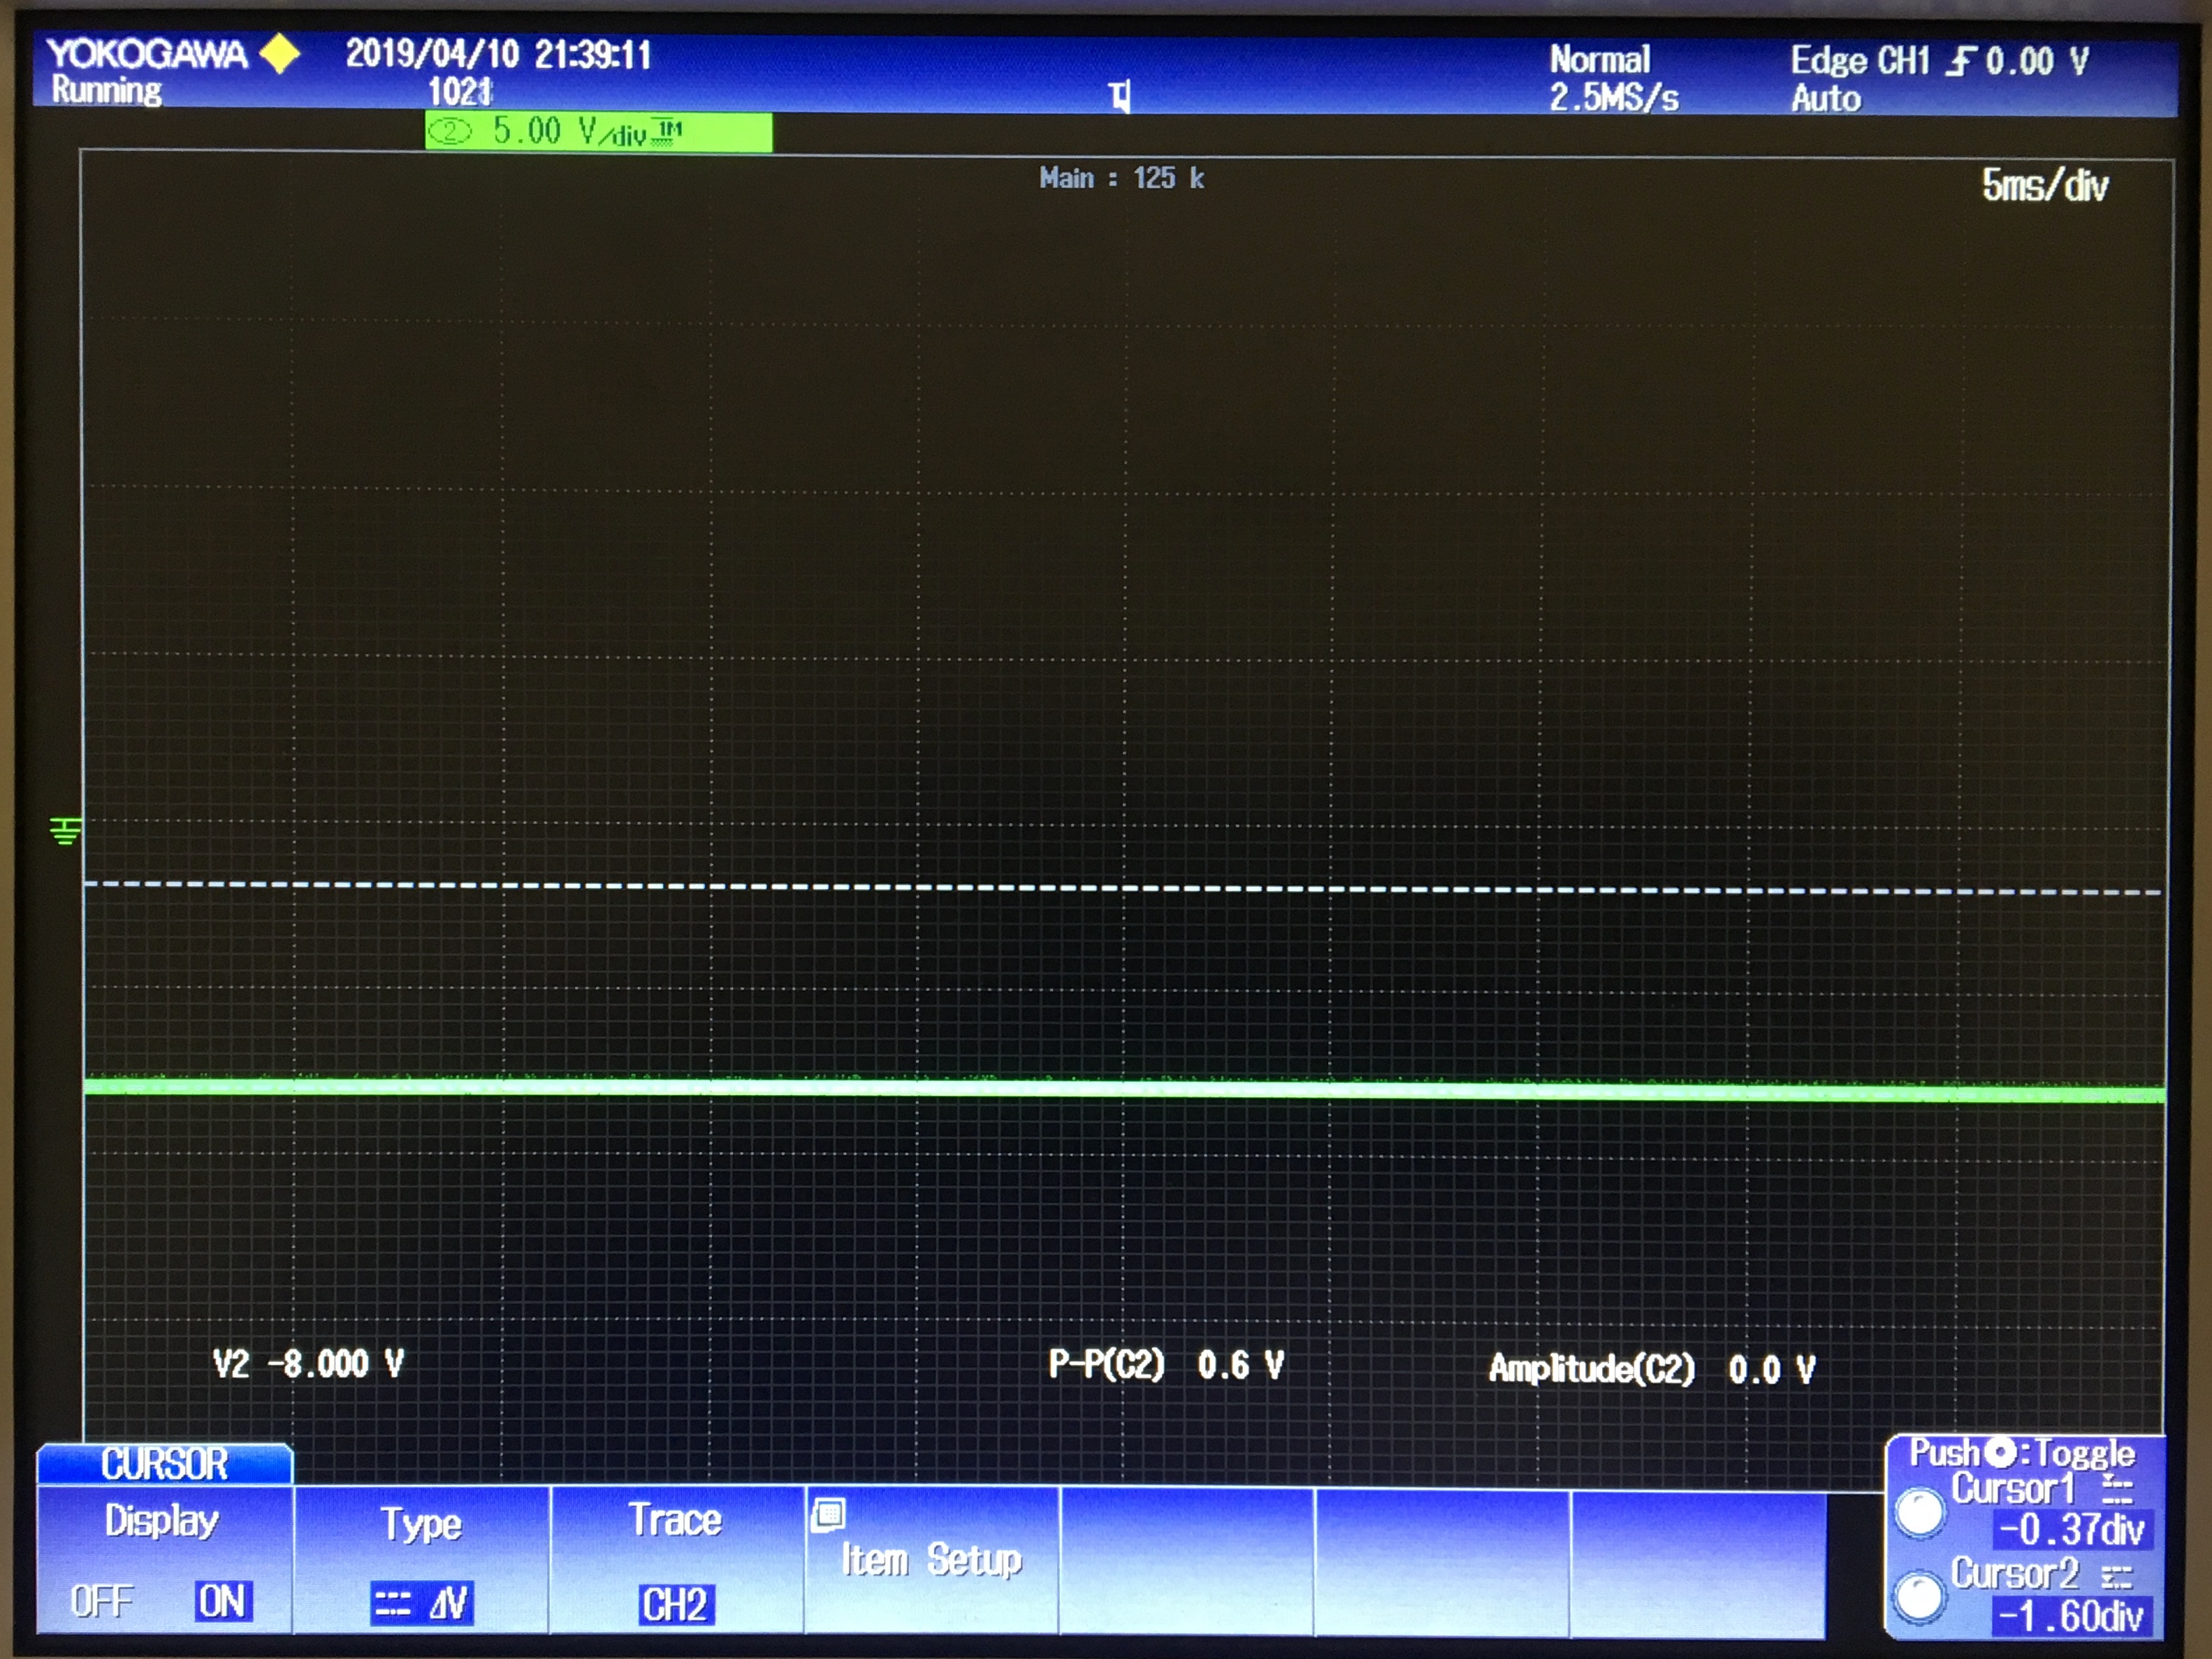 YOKOGAWA 2019/04/10 21:39:11 Normal Edge CH1 0.00 V
Running 2.5MS/s Auto
2 5.00 V/div 1M
Main : 125 k 5ms/div
V2 -8.000 V P-P(C2) 0.6 V Amplitude(C2) 0.0 V
CURSOR
Display Type Trace Item Setup
OFF ON ΔV CH2
Push :Toggle
Cursor1
-0.37div
Cursor2
-1.60div